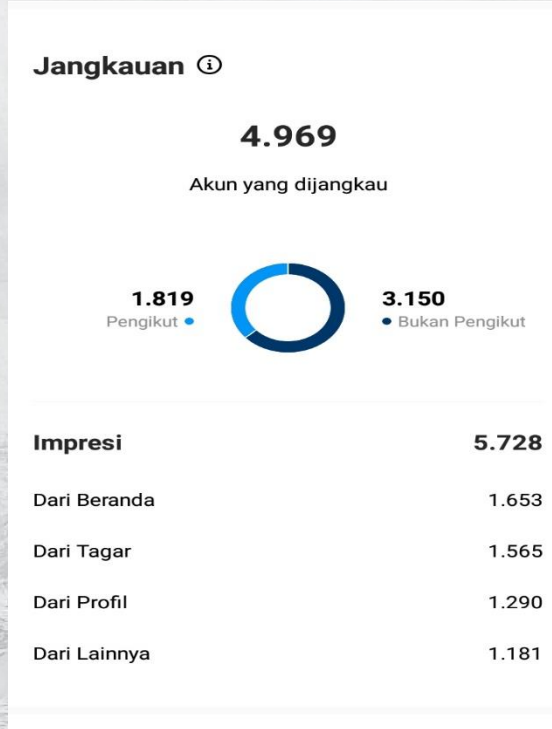 Jangkauan
4.969
Akun yang dijangkau
1.819
Pengikut
3.150
Bukan Pengikut
Impresi 5.728
Dari Beranda 1.653
Dari Tagar 1.565
Dari Profil 1.290
Dari Lainnya 1.181